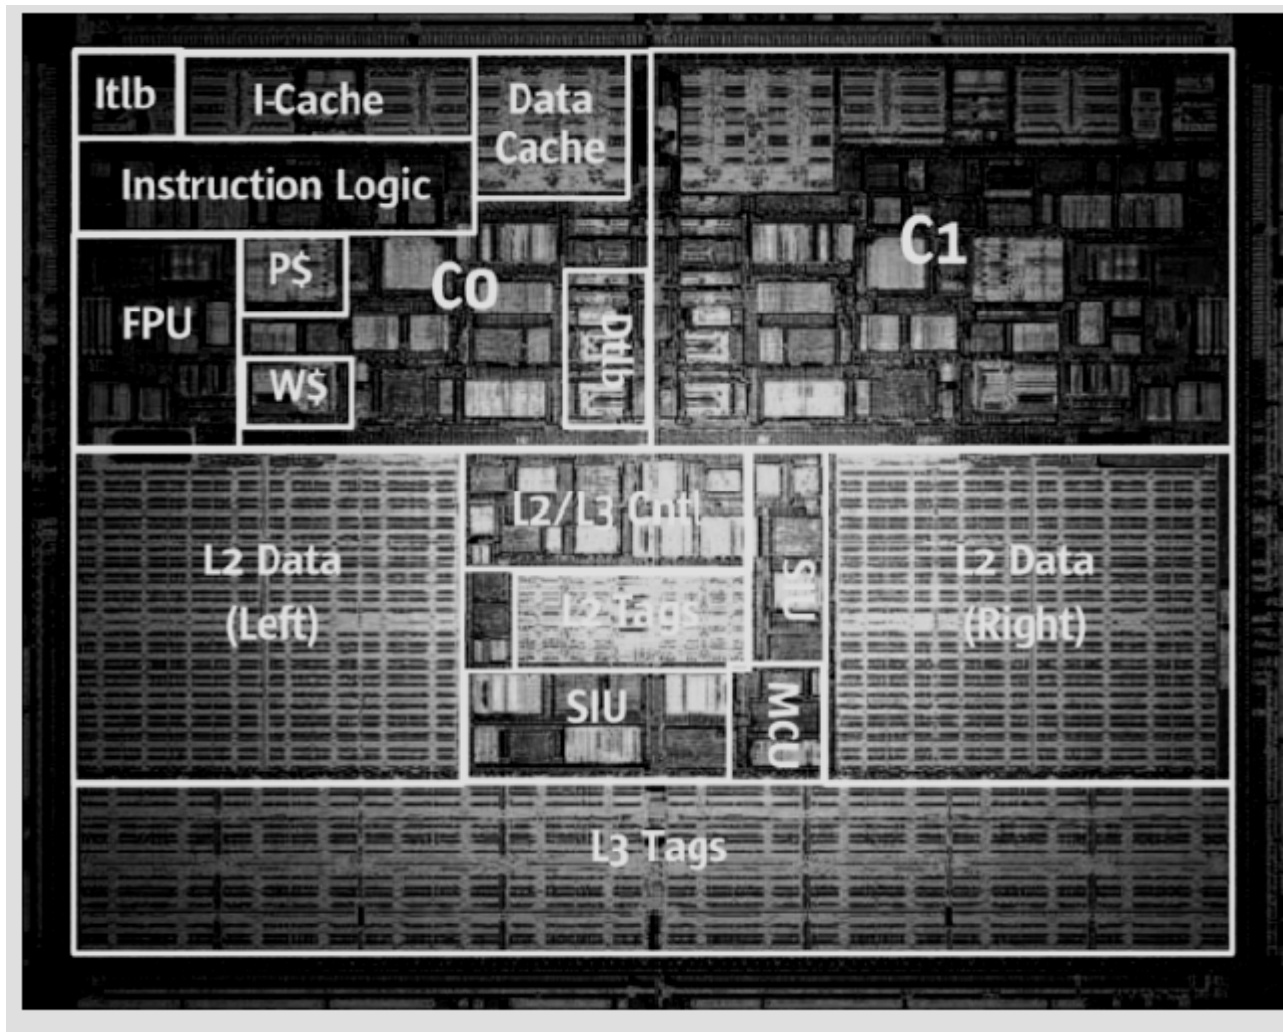 Itlb
I-Cache
Data
Cache
Instruction Logic
C1
P$
C0
FPU
Dtlb
W$
L2/L3 Cntl
L2 Data
(Left)
SIU
L2 Data
(Right)
L2 Tags
SIU
MCU
L3 Tags